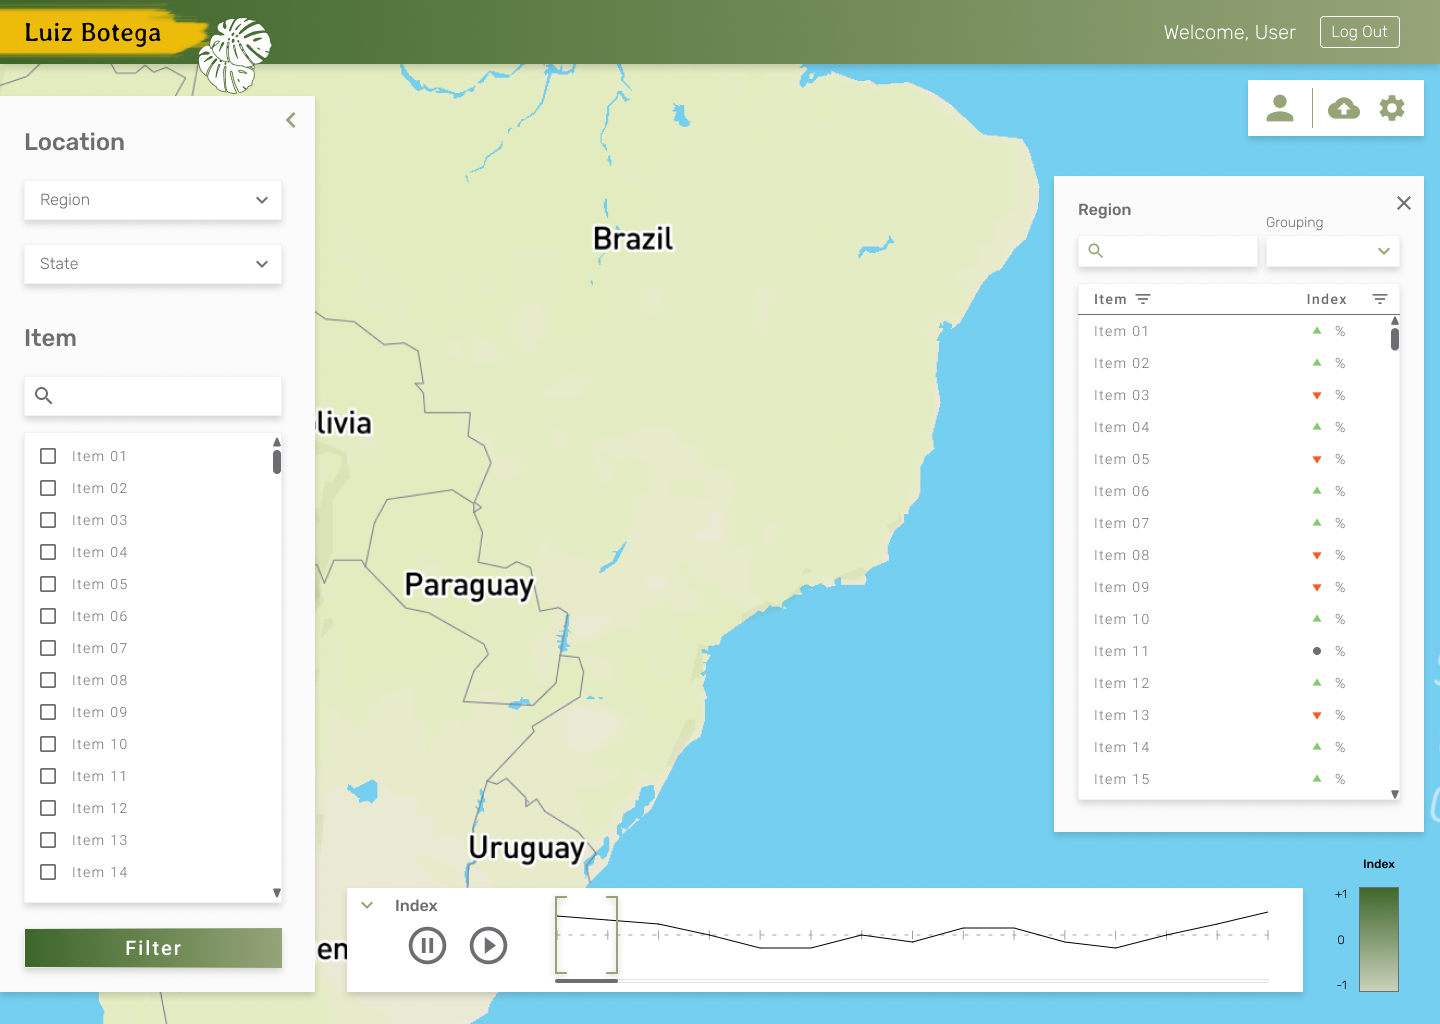 Luiz Botega
Welcome, User
Log Out
Location
Region
State
Item
Item 01
Item 02
Item 03
Item 04
Item 05
Item 06
Item 07
Item 08
Item 09
Item 10
Item 11
Item 12
Item 13
Item 14
Filter
Brazil
livia
Paraguay
Uruguay
en
Region
Grouping
Item Index
Item 01 %
Item 02 %
Item 03 %
Item 04 %
Item 05 %
Item 06 %
Item 07 %
Item 08 %
Item 09 %
Item 10 %
Item 11 %
Item 12 %
Item 13 %
Item 14 %
Item 15 %
Index
Index
+1
0
-1